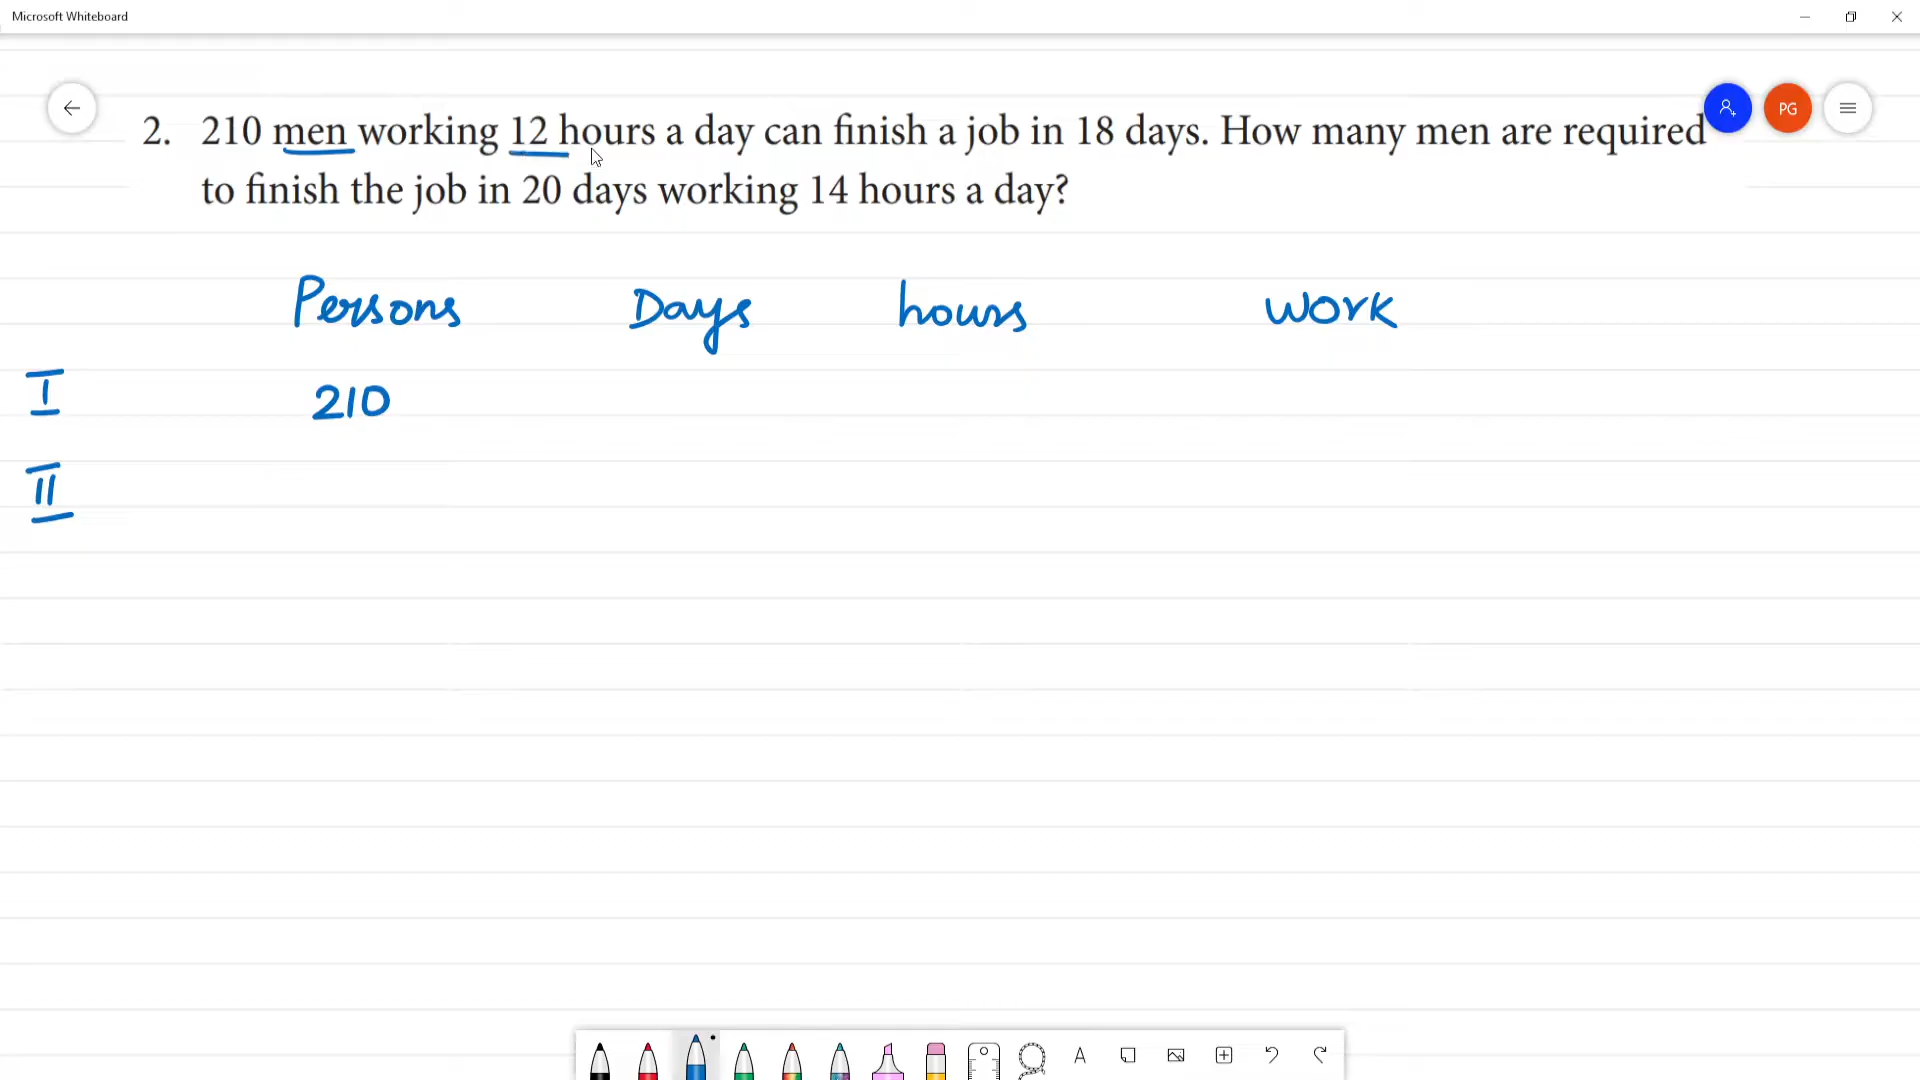 Microsoft Whiteboard
2. 210 men working 12 hours a day can finish a job in 18 days. How many men are required
to finish the job in 20 days working 14 hours a day?
PG
Persons Days hours work
I 210
II
A